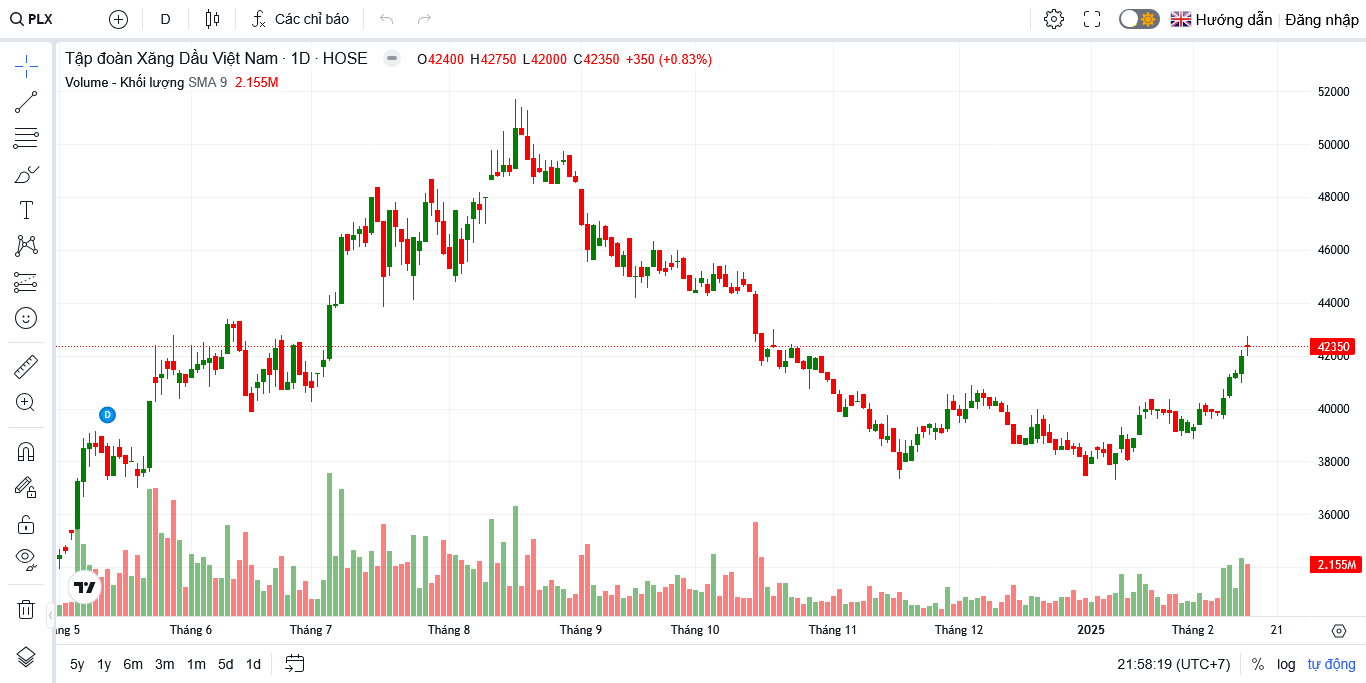 PLX D Các chỉ báo Hướng dẫn Đăng nhập
Tập đoàn Xăng Dầu Việt Nam · 1D · HOSE O42400 H42750 L42000 C42350 +350 (+0.83%)
Volume - Khối lượng SMA 9 2.155M
52000
50000
48000
46000
44000
42350
42000
40000
D
38000
36000
2.155M
ng 5 Tháng 6 Tháng 7 Tháng 8 Tháng 9 Tháng 10 Tháng 11 Tháng 12 2025 Tháng 2 21
5y 1y 6m 3m 1m 5d 1d 21:58:19 (UTC+7) % log tự động